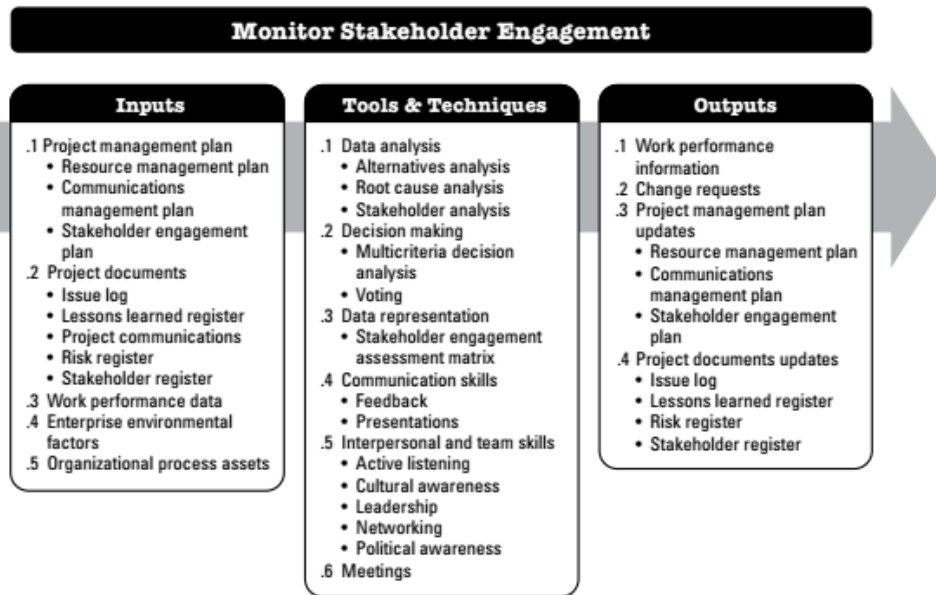 Monitor Stakeholder Engagement
Inputs
.1 Project management plan
• Resource management plan
• Communications
management plan
• Stakeholder engagement
plan
.2 Project documents
• Issue log
• Lessons learned register
• Project communications
• Risk register
• Stakeholder register
.3 Work performance data
.4 Enterprise environmental
factors
.5 Organizational process assets
Tools & Techniques
.1 Data analysis
• Alternatives analysis
• Root cause analysis
• Stakeholder analysis
.2 Decision making
• Multicriteria decision
analysis
• Voting
.3 Data representation
• Stakeholder engagement
assessment matrix
.4 Communication skills
• Feedback
• Presentations
.5 Interpersonal and team skills
• Active listening
• Cultural awareness
• Leadership
• Networking
• Political awareness
.6 Meetings
Outputs
.1 Work performance
information
.2 Change requests
.3 Project management plan
updates
• Resource management plan
• Communications
management plan
• Stakeholder engagement
plan
.4 Project documents updates
• Issue log
• Lessons learned register
• Risk register
• Stakeholder register